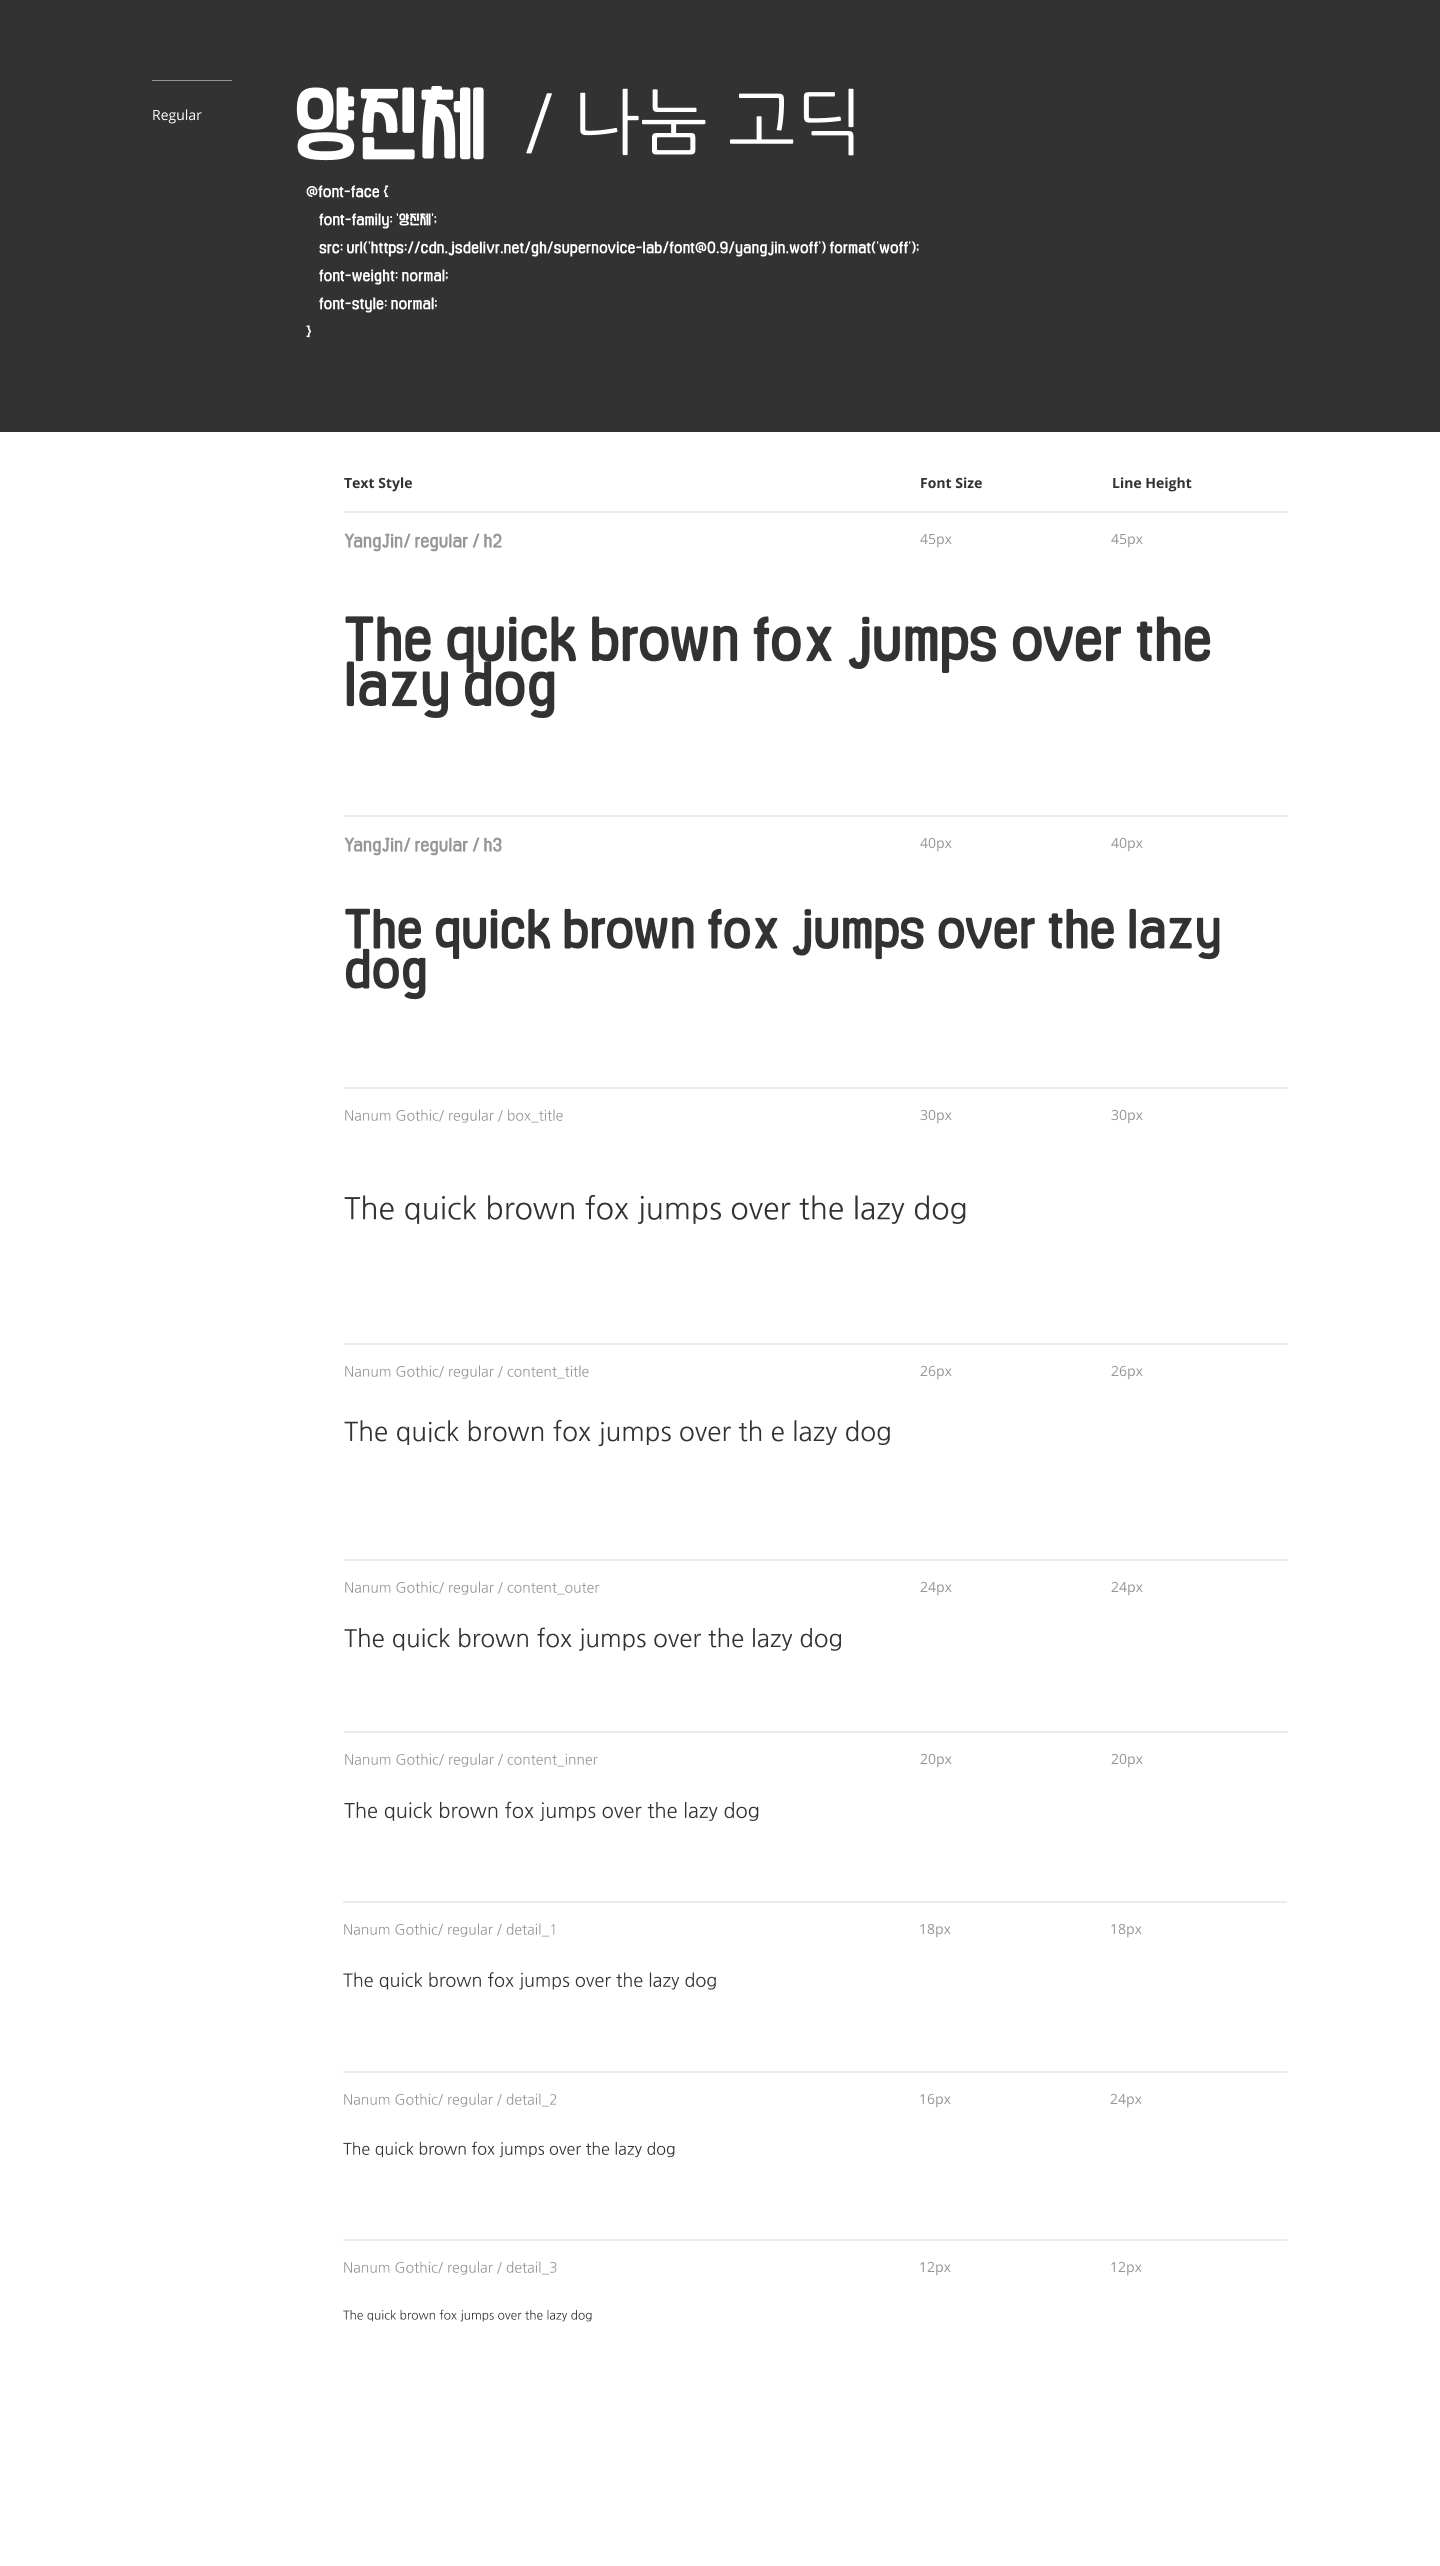 Regular
양진체 / 나눔 고딕
@font-face {
font-family: '양진체';
src: url('https://cdn.jsdelivr.net/gh/supernovice-lab/font@0.9/yangjin.woff') format('woff');
font-weight: normal;
font-style: normal;
}
Text Style Font Size Line Height
YangJin/ regular / h2 45px 45px
The quick brown fox jumps over the
lazy dog
YangJin/ regular / h3 40px 40px
The quick brown fox jumps over the lazy
dog
Nanum Gothic/ regular / box_title 30px 30px
The quick brown fox jumps over the lazy dog
Nanum Gothic/ regular / content_title 26px 26px
The quick brown fox jumps over th e lazy dog
Nanum Gothic/ regular / content_outer 24px 24px
The quick brown fox jumps over the lazy dog
Nanum Gothic/ regular / content_inner 20px 20px
The quick brown fox jumps over the lazy dog
Nanum Gothic/ regular / detail_1 18px 18px
The quick brown fox jumps over the lazy dog
Nanum Gothic/ regular / detail_2 16px 24px
The quick brown fox jumps over the lazy dog
Nanum Gothic/ regular / detail_3 12px 12px
The quick brown fox jumps over the lazy dog